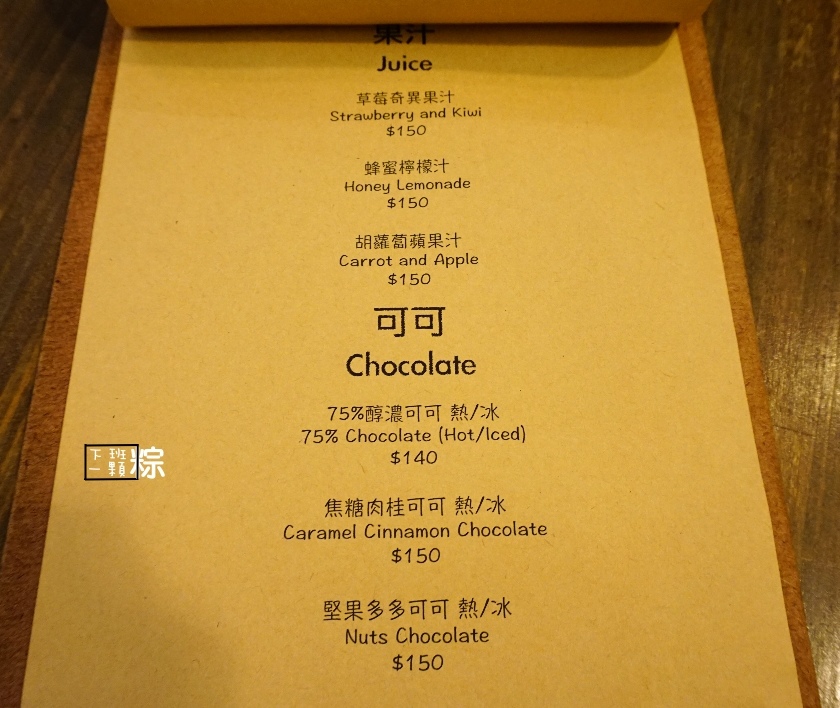 果汁
Juice
草莓奇異果汁
Strawberry and Kiwi
$150
蜂蜜檸檬汁
Honey Lemonade
$150
胡蘿蔔蘋果汁
Carrot and Apple
$150
可可
Chocolate
75%醇濃可可 熱/冰
75% Chocolate (Hot/Iced)
$140
下班
一顆粽
焦糖肉桂可可 熱/冰
Caramel Cinnamon Chocolate
$150
堅果多多可可 熱/冰
Nuts Chocolate
$150